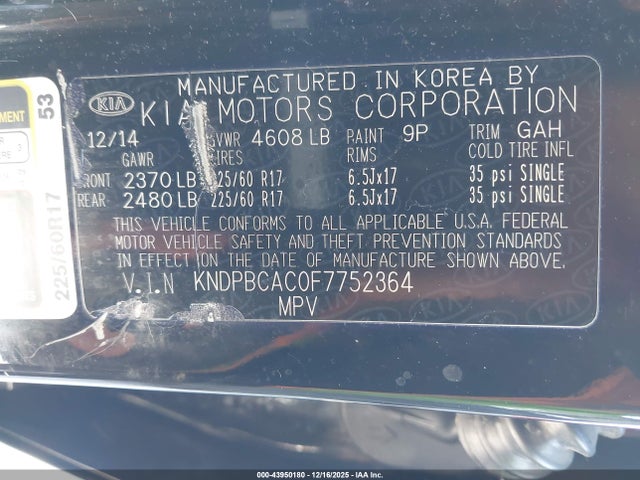 MANUFACTURED IN KOREA BY
KIA KIA MOTORS CORPORATION
12/14 GVWR 4608 LB PAINT 9P TRIM GAH
GAWR TIRES RIMS COLD TIRE INFL
FRONT 2370 LB 225/60 R17 6.5Jx17 35 psi SINGLE
REAR 2480 LB 225/60 R17 6.5Jx17 35 psi SINGLE
THIS VEHICLE CONFORMS TO ALL APPLICABLE U.S.A. FEDERAL
MOTOR VEHICLE SAFETY AND THEFT PREVENTION STANDARDS
IN EFFECT ON THE DATE OF MANUFACTURE SHOWN ABOVE.
V.I.N KNDPBCAC0F7752364
MPV
53
225/60R17
000-43950180 - 12/16/2025 - IAAI.COM